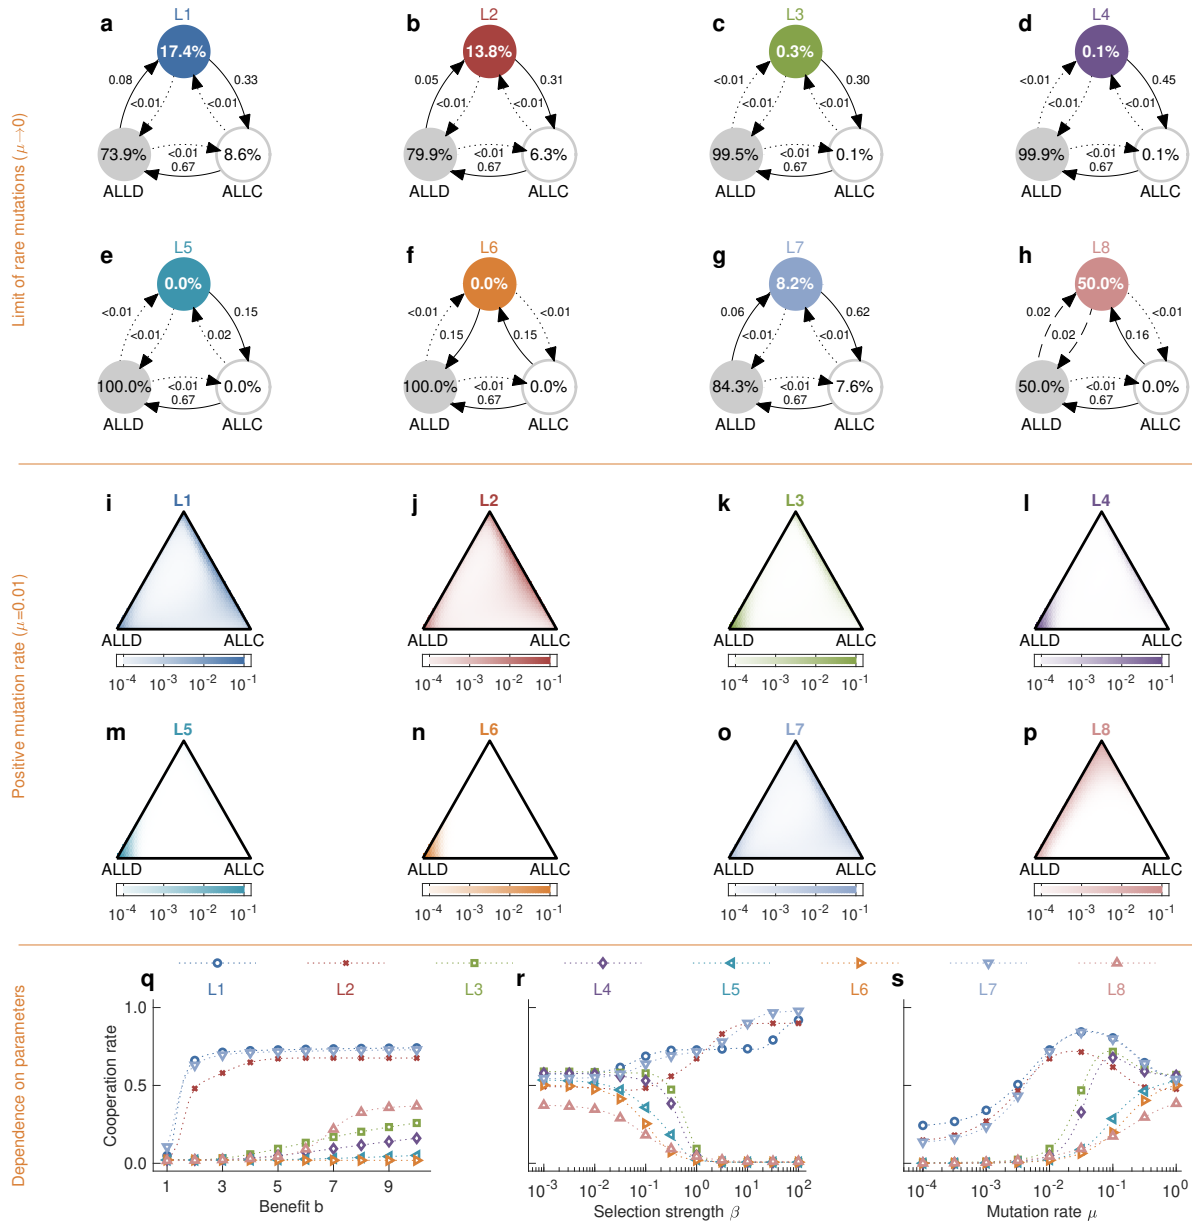 Limit of rare mutations (μ→0)
a L1 b L2 c L3 d L4
17.4% 13.8% 0.3% 0.1%
0.08 0.33 0.05 0.31 <0.01 0.30 <0.01 0.45
<0.01 <0.01 <0.01 <0.01 <0.01 <0.01 <0.01 <0.01
73.9% <0.01 8.6% 79.9% <0.01 6.3% 99.5% <0.01 0.1% 99.9% <0.01 0.1%
0.67 0.67 0.67 0.67
ALLD ALLC ALLD ALLC ALLD ALLC ALLD ALLC
e L5 f L6 g L7 h L8
0.0% 0.0% 8.2% 50.0%
<0.01 0.15 <0.01 <0.01 0.06 0.62 0.02 <0.01
<0.01 0.02 0.15 0.15 <0.01 <0.01 0.02 0.16
100.0% <0.01 0.0% 100.0% <0.01 0.0% 84.3% <0.01 7.6% 50.0% <0.01 0.0%
0.67 0.67 0.67 0.67
ALLD ALLC ALLD ALLC ALLD ALLC ALLD ALLC
Positive mutation rate (μ=0.01)
i L1 j L2 k L3 l L4
ALLD ALLC ALLD ALLC ALLD ALLC ALLD ALLC
10⁻⁴ 10⁻³ 10⁻² 10⁻¹ 10⁻⁴ 10⁻³ 10⁻² 10⁻¹ 10⁻⁴ 10⁻³ 10⁻² 10⁻¹ 10⁻⁴ 10⁻³ 10⁻² 10⁻¹
m L5 n L6 o L7 p L8
ALLD ALLC ALLD ALLC ALLD ALLC ALLD ALLC
10⁻⁴ 10⁻³ 10⁻² 10⁻¹ 10⁻⁴ 10⁻³ 10⁻² 10⁻¹ 10⁻⁴ 10⁻³ 10⁻² 10⁻¹ 10⁻⁴ 10⁻³ 10⁻² 10⁻¹
Dependence on parameters
q r s
L1 L2 L3 L4 L5 L6 L7 L8
Cooperation rate
1.0
0.5
0.0
1 3 5 7 9
Benefit b
10⁻³ 10⁻² 10⁻¹ 10⁰ 10¹ 10²
Selection strength β
10⁻⁴ 10⁻³ 10⁻² 10⁻¹ 10⁰
Mutation rate μ